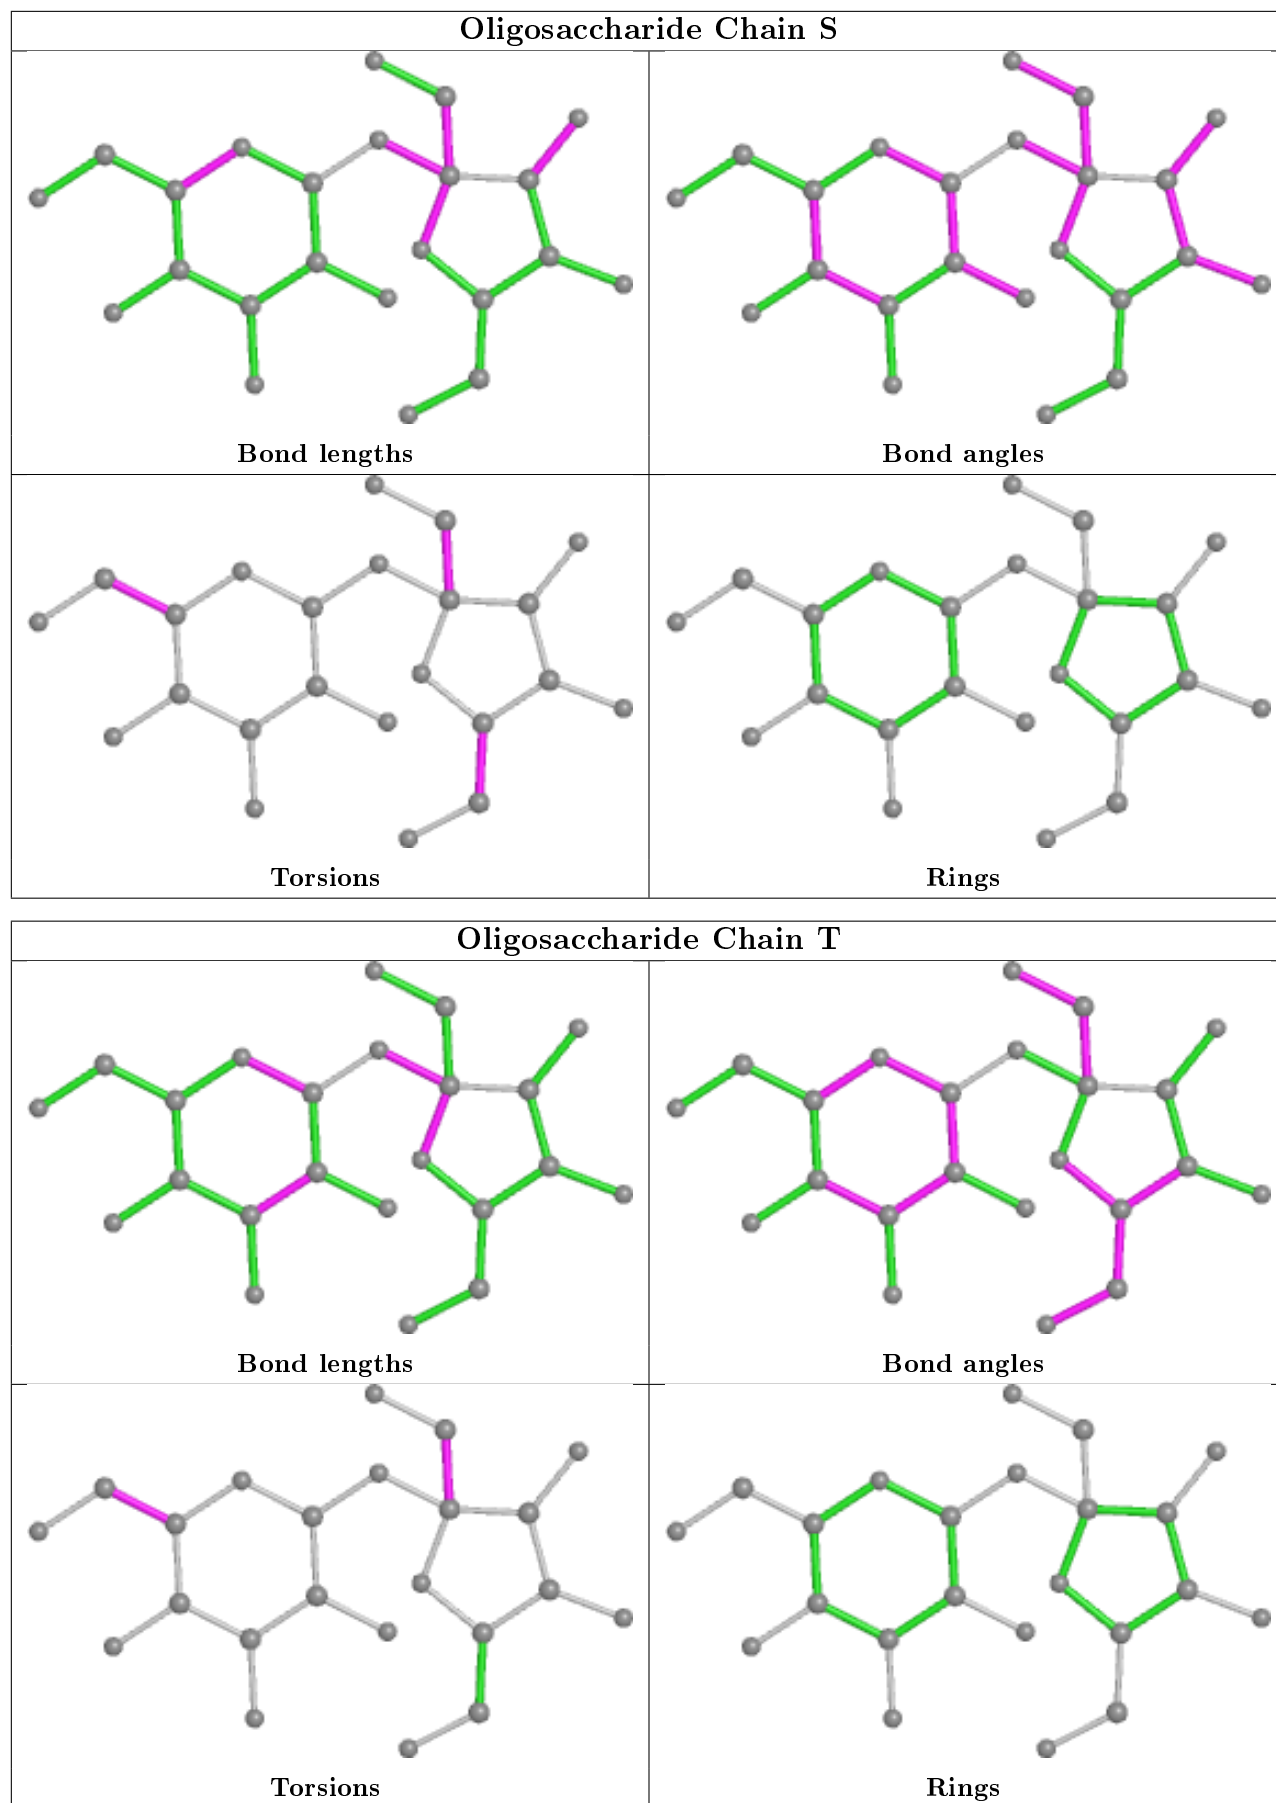 Oligosaccharide Chain S
Bond lengths
Bond angles
Torsions
Rings
Oligosaccharide Chain T
Bond lengths
Bond angles
Torsions
Rings